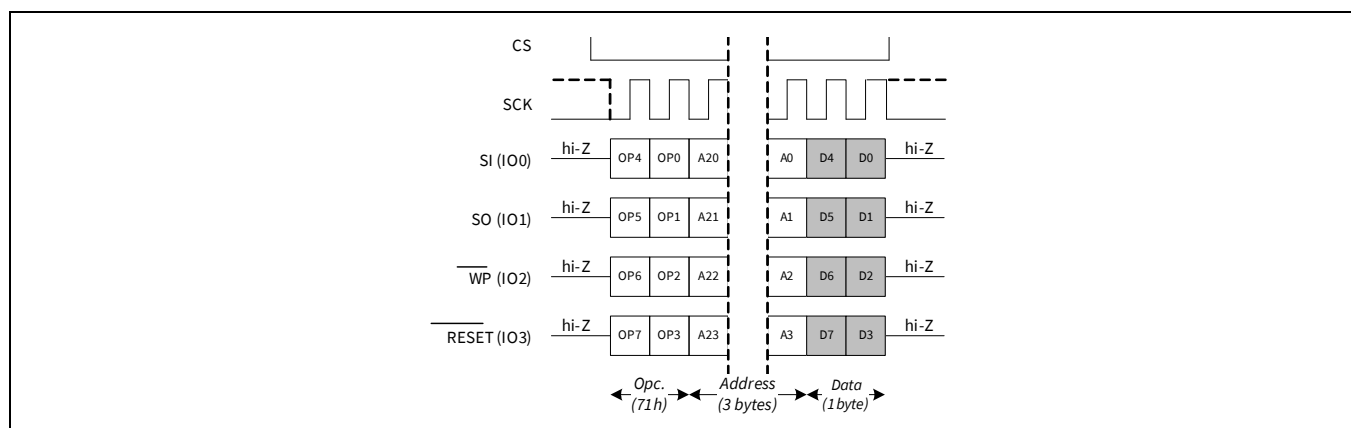 CS
SCK
SI (IO0) hi-Z OP4 OP0 A20 A0 D4 D0 hi-Z
SO (IO1) hi-Z OP5 OP1 A21 A1 D5 D1 hi-Z
WP (IO2) hi-Z OP6 OP2 A22 A2 D6 D2 hi-Z
RESET (IO3) hi-Z OP7 OP3 A23 A3 D7 D3 hi-Z
Opc. Address Data
(71h) (3 bytes) (1byte)